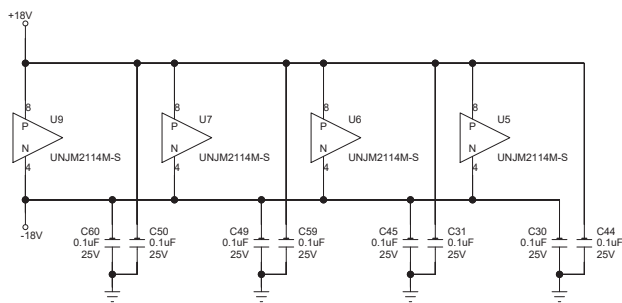 +18V
8
P
N
4
U9
UNJM2114M-S
8
P
N
4
U7
UNJM2114M-S
8
P
N
4
U6
UNJM2114M-S
8
P
N
4
U5
UNJM2114M-S
-18V
C60
0.1uF
25V
C50
0.1uF
25V
C49
0.1uF
25V
C59
0.1uF
25V
C45
0.1uF
25V
C31
0.1uF
25V
C30
0.1uF
25V
C44
0.1uF
25V